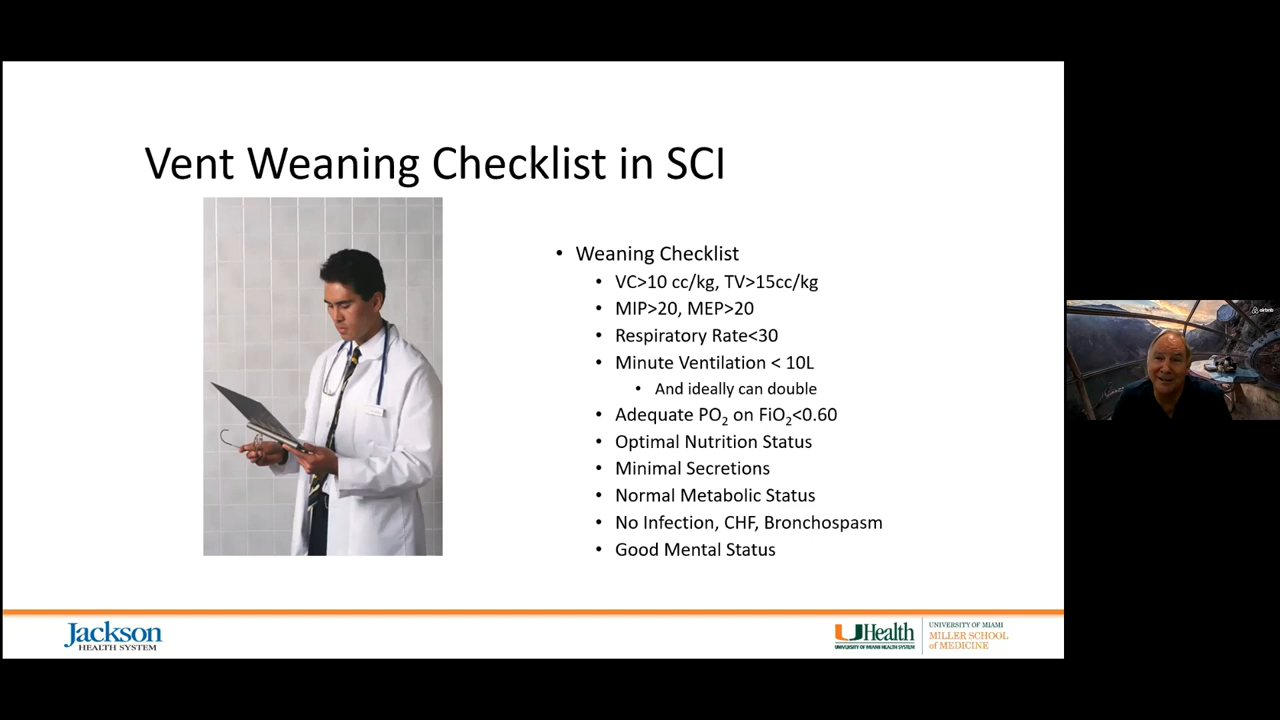 Vent Weaning Checklist in SCI
• Weaning Checklist
• VC>10 cc/kg, TV>15cc/kg
• MIP>20, MEP>20
• Respiratory Rate<30
• Minute Ventilation < 10L
• And ideally can double
• Adequate PO2 on FiO2<0.60
• Optimal Nutrition Status
• Minimal Secretions
• Normal Metabolic Status
• No Infection, CHF, Bronchospasm
• Good Mental Status
airbnb
Jackson
HEALTH SYSTEM
UHealth
UNIVERSITY OF MIAMI HEALTH SYSTEM
UNIVERSITY OF MIAMI
MILLER SCHOOL
of MEDICINE